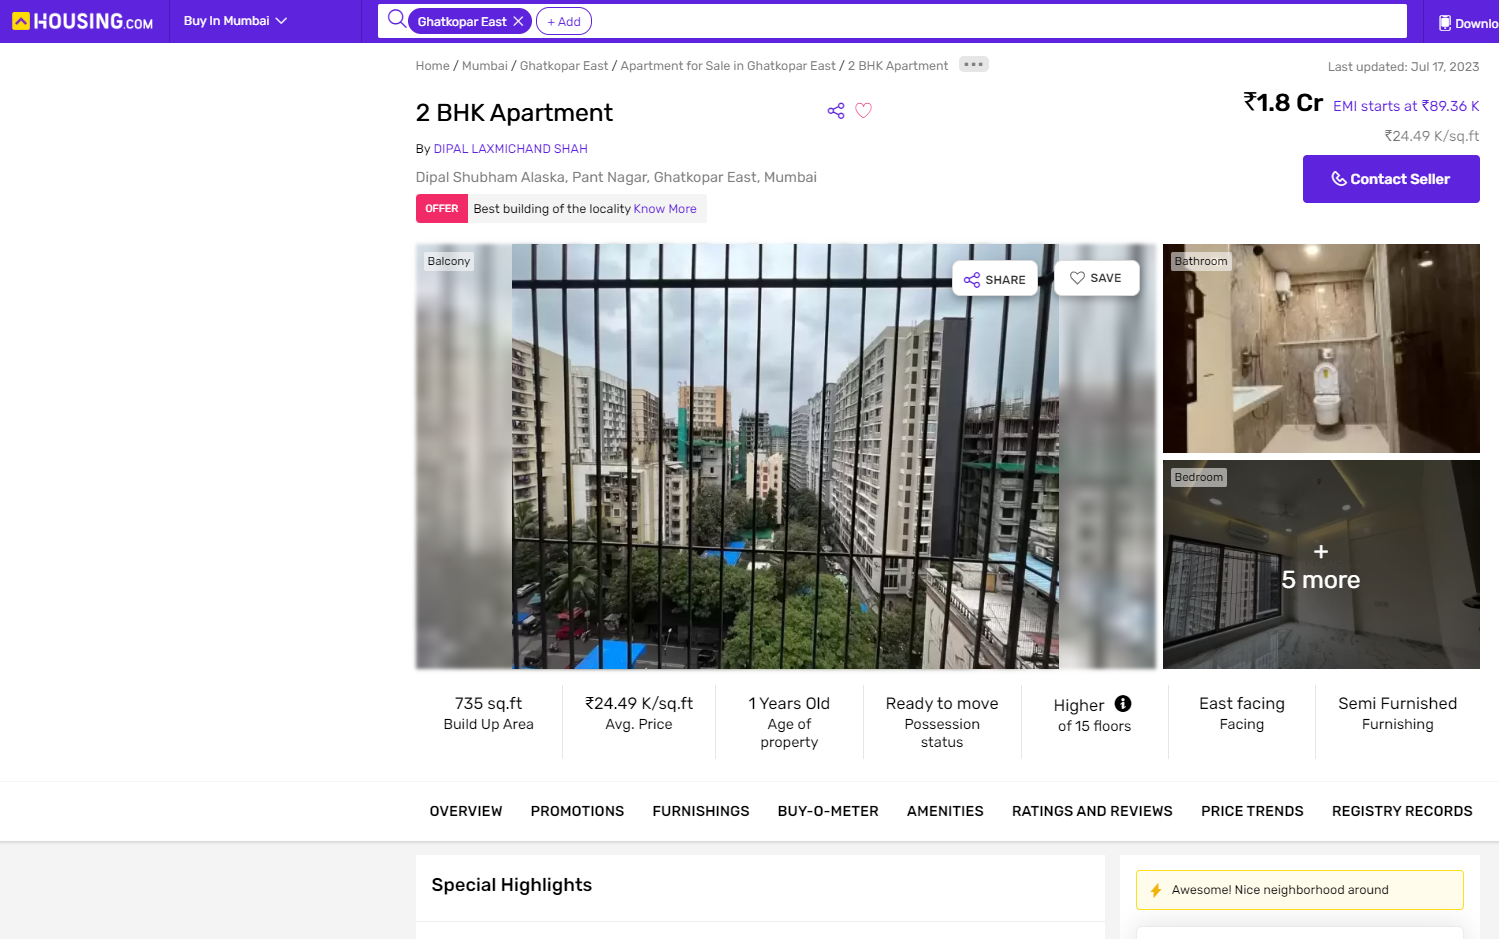 HOUSING.COM
Buy In Mumbai
Ghatkopar East
+ Add
Downlo
Home / Mumbai / Ghatkopar East / Apartment for Sale in Ghatkopar East / 2 BHK Apartment
Last updated: Jul 17, 2023
2 BHK Apartment
₹1.8 Cr EMI starts at ₹89.36 K
₹24.49 K/sq.ft
By DIPAL LAXMICHAND SHAH
Dipal Shubham Alaska, Pant Nagar, Ghatkopar East, Mumbai
Contact Seller
OFFER Best building of the locality Know More
Balcony
SHARE
SAVE
Bathroom
Bedroom
+
5 more
735 sq.ft
Build Up Area
₹24.49 K/sq.ft
Avg. Price
1 Years Old
Age of
property
Ready to move
Possession
status
Higher
of 15 floors
East facing
Facing
Semi Furnished
Furnishing
OVERVIEW PROMOTIONS FURNISHINGS BUY-O-METER AMENITIES RATINGS AND REVIEWS PRICE TRENDS REGISTRY RECORDS
Special Highlights
Awesome! Nice neighborhood around